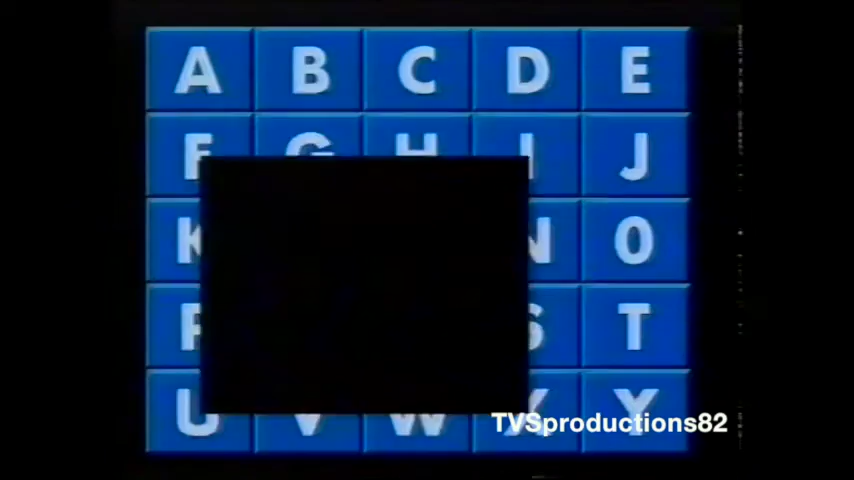 A B C D E
F G H I J
K N O
P S T
U V W X Y
TVSproductions82